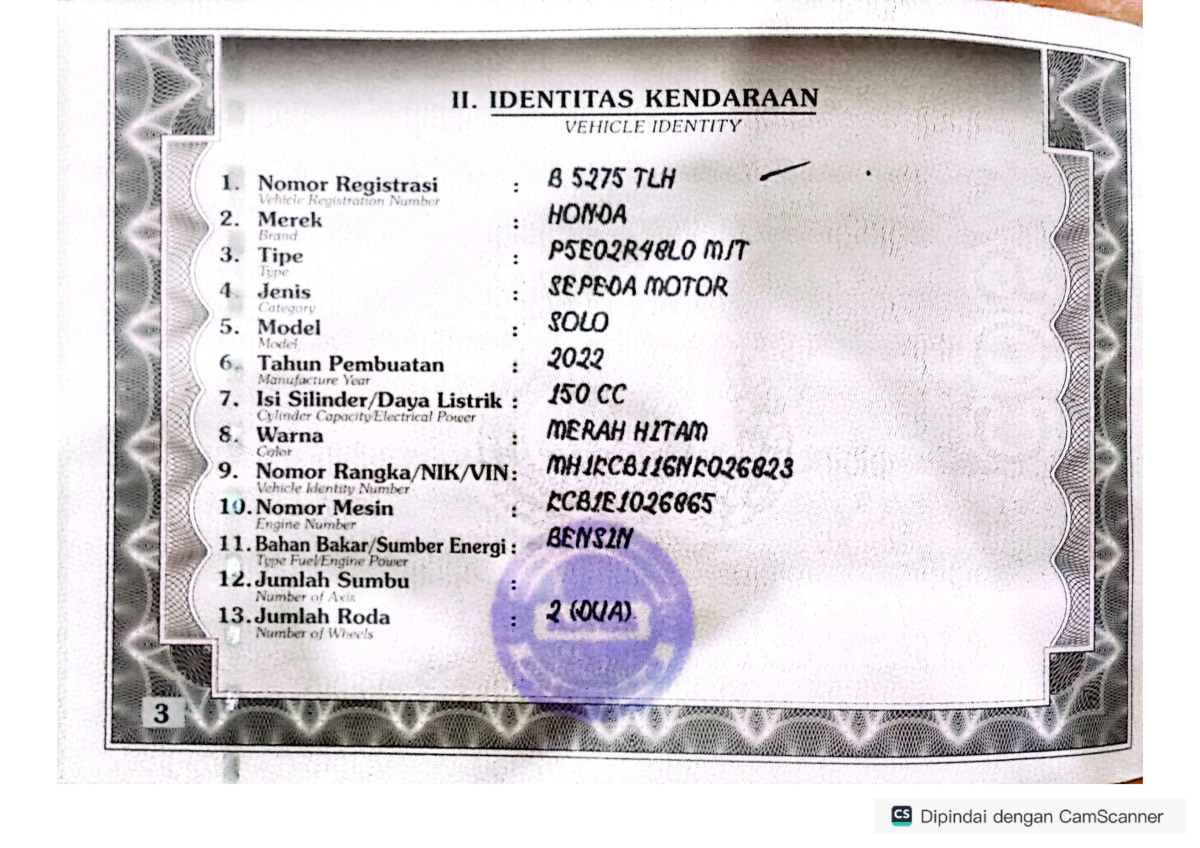 II. IDENTITAS KENDARAAN
VEHICLE IDENTITY
1. Nomor Registrasi : B 5275 TLH
Vehicle Registration Number
2. Merek : HONDA
Brand
3. Tipe : P5E02R48L0 M/T
Type
4. Jenis : SEPEDA MOTOR
Category
5. Model : SOLO
Model
6. Tahun Pembuatan : 2022
Manufacture Year
7. Isi Silinder/Daya Listrik : 150 CC
Cylinder Capacity/Electrical Power
8. Warna : MERAH HITAM
Color
9. Nomor Rangka/NIK/VIN : MH1KCB116NK026823
Vehicle Identity Number
10. Nomor Mesin : KCB1E1026865
Engine Number
11. Bahan Bakar/Sumber Energi : BENSIN
Type Fuel/Engine Power
12. Jumlah Sumbu :
Number of Axis
13. Jumlah Roda : 2 (DUA)
Number of Wheels
3
CS Dipindai dengan CamScanner